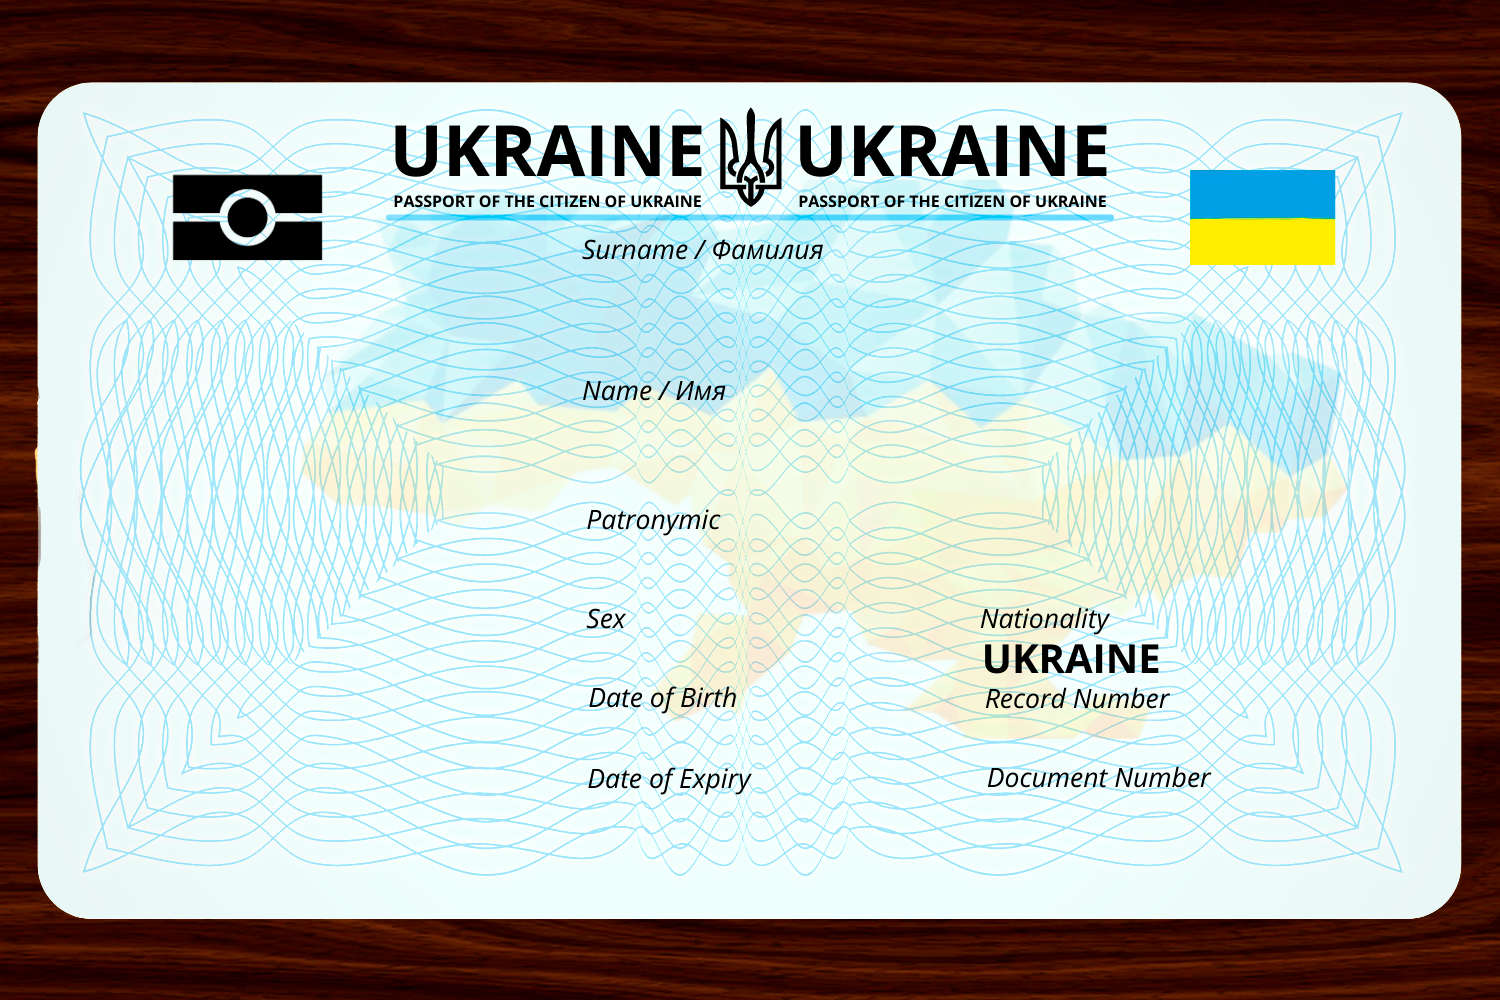 UKRAINE UKRAINE
PASSPORT OF THE CITIZEN OF UKRAINE PASSPORT OF THE CITIZEN OF UKRAINE
Surname / Фамилия
Name / Имя
Patronymic
Sex
Nationality
UKRAINE
Date of Birth
Record Number
Date of Expiry
Document Number